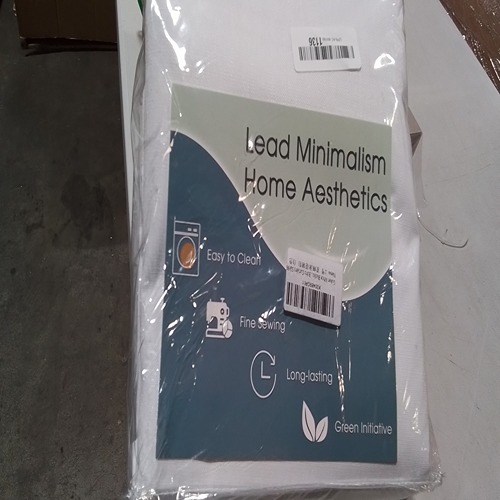 1136
Lead Minimalism
Home Aesthetics
Easy to Clean
Fine Sewing
Long-lasting
Green Initiative